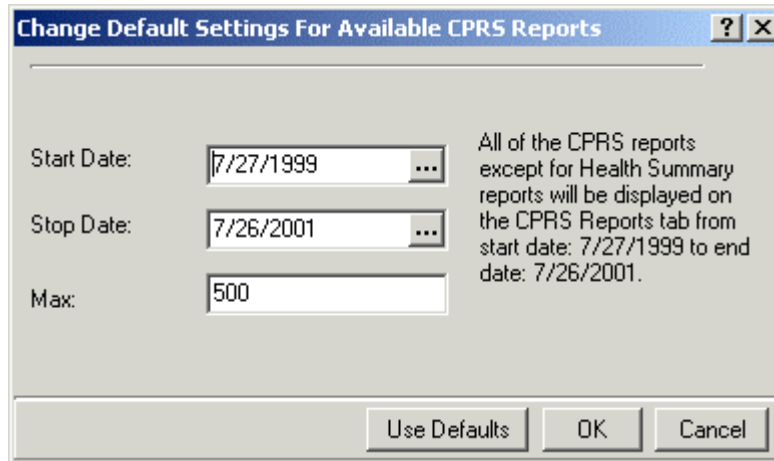 Change Default Settings For Available CPRS Reports
Start Date:
7/27/1999
...
Stop Date:
7/26/2001
...
Max:
500
All of the CPRS reports
except for Health Summary
reports will be displayed on
the CPRS Reports tab from
start date: 7/27/1999 to end
date: 7/26/2001.
Use Defaults
OK
Cancel